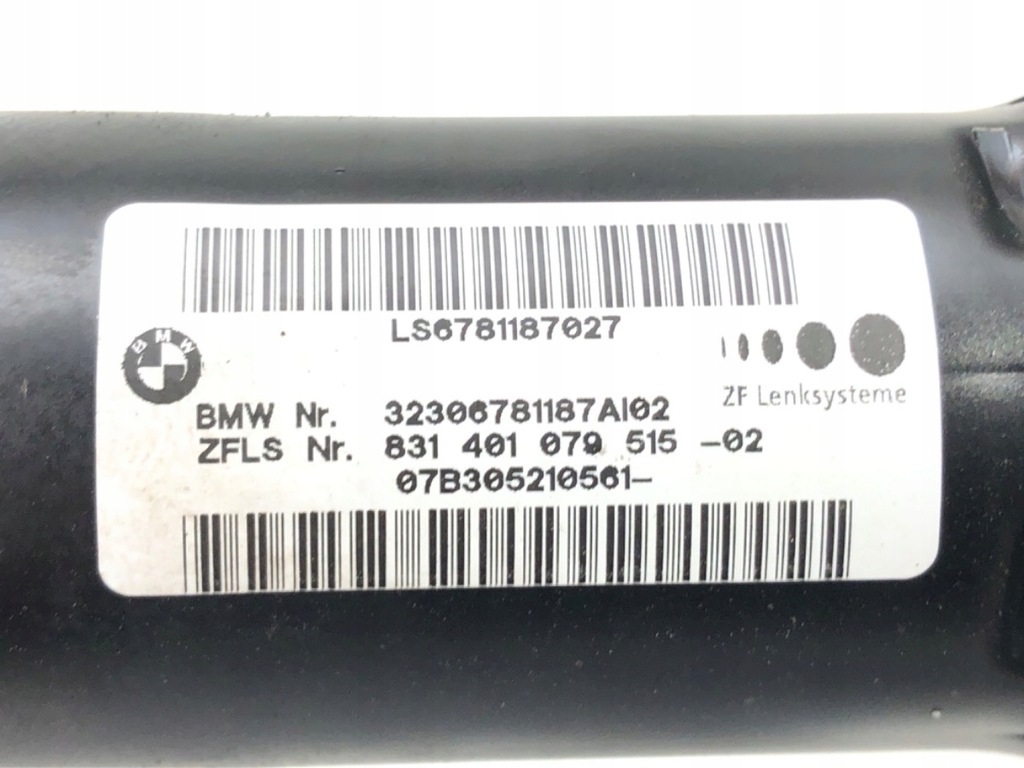 LS6781187027
BMW
ZF Lenksysteme
BMW Nr. 32306781187AI02
ZFLS Nr. 831 401 079 515 -02
07B305210561-